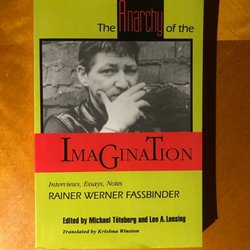 The Anarchy of the
IMAGINATION
Interviews, Essays, Notes
RAINER WERNER FASSBINDER
Edited by Michael Töteberg and Leo A. Lensing
Translated by Krishna Winston